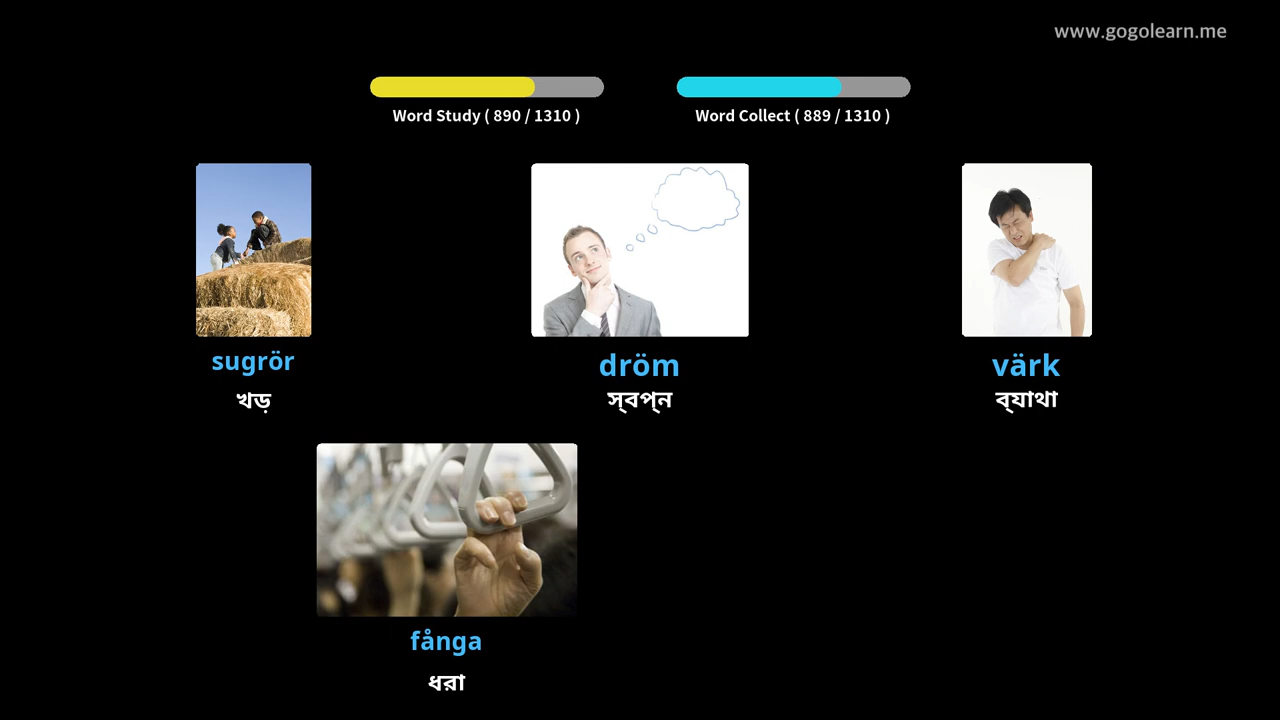 www.gogolearn.me
Word Study ( 890 / 1310 )
Word Collect ( 889 / 1310 )
sugrör
dröm
värk
খড়
স্‌বপ্‌ন
ব্‌যাথা
fånga
ধরা